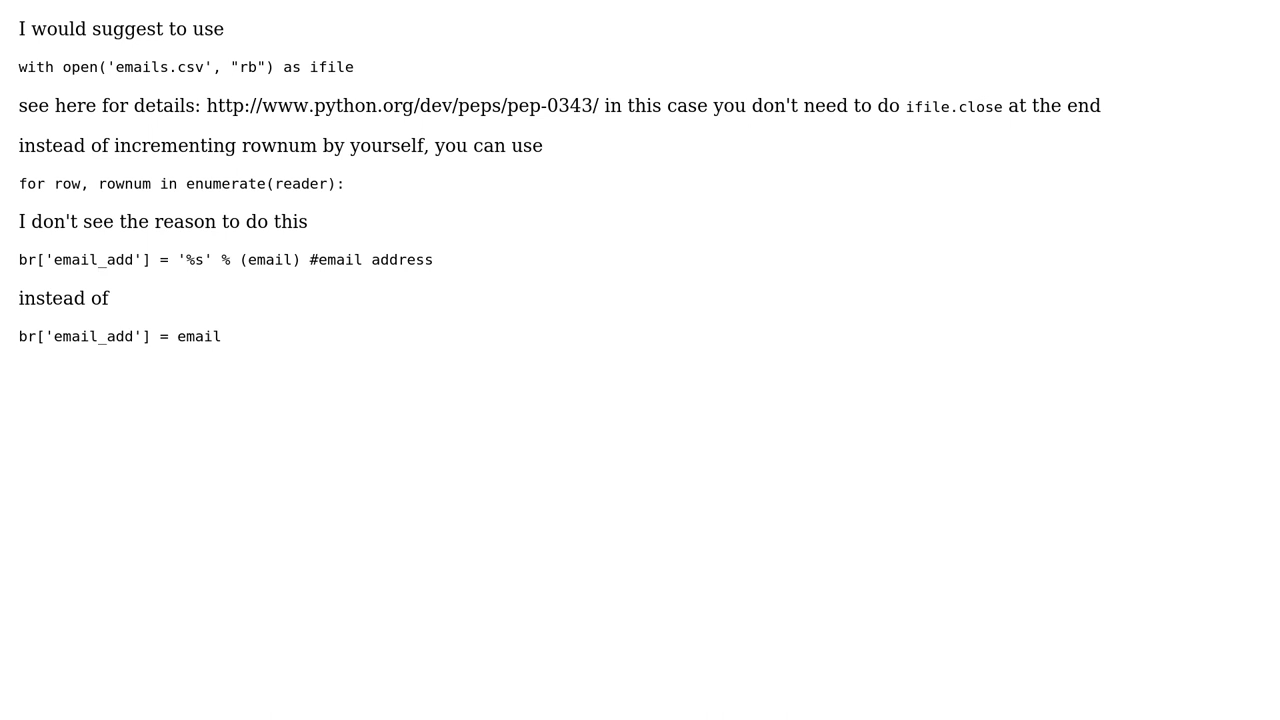 I would suggest to use
with open('emails.csv', "rb") as ifile
see here for details: http://www.python.org/dev/peps/pep-0343/ in this case you don't need to do ifile.close at the end
instead of incrementing rownum by yourself, you can use
for row, rownum in enumerate(reader):
I don't see the reason to do this
br['email_add'] = '%s' % (email) #email address
instead of
br['email_add'] = email